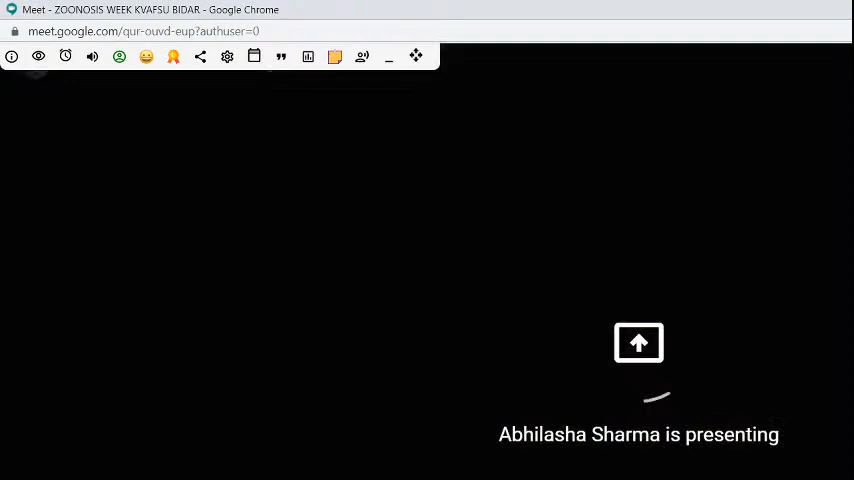 Meet - ZOONOSIS WEEK KVAFSU BIDAR - Google Chrome
meet.google.com/qur-ouvd-eup?authuser=0
Abhilasha Sharma is presenting